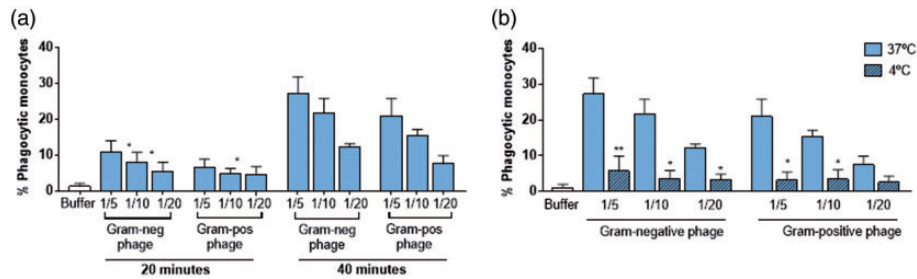 (a)
40
30
20
10
0
% Phagocytic monocytes
* * *
Buffer 1/5 1/10 1/20 1/5 1/10 1/20 1/5 1/10 1/20 1/5 1/10 1/20
Gram-neg phage
Gram-pos phage
Gram-neg phage
Gram-pos phage
20 minutes
40 minutes
(b)
40
30
20
10
0
% Phagocytic monocytes
37ºC
4ºC
** * * * *
Buffer 1/5 1/10 1/20 1/5 1/10 1/20
Gram-negative phage
Gram-positive phage